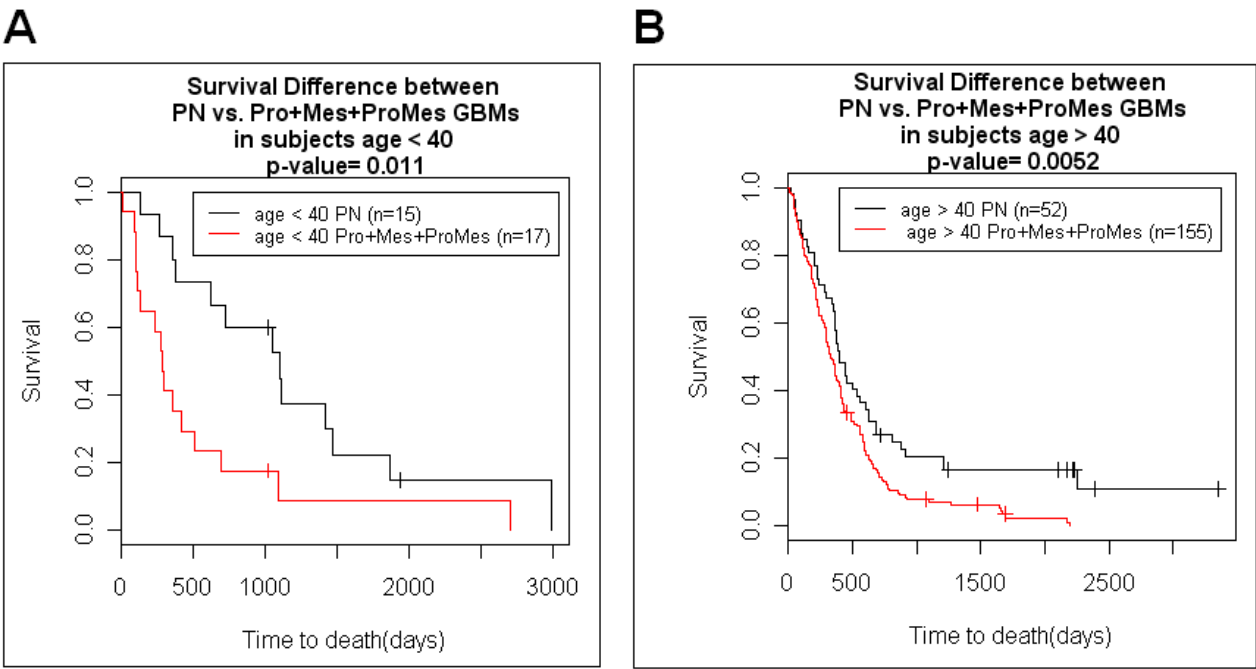 A
Survival Difference between
PN vs. Pro+Mes+ProMes GBMs
in subjects age < 40
p-value= 0.011
age < 40 PN (n=15)
age < 40 Pro+Mes+ProMes (n=17)
Survival
1.0
0.8
0.6
0.4
0.2
0.0
0 500 1000 2000 3000
Time to death(days)
B
Survival Difference between
PN vs. Pro+Mes+ProMes GBMs
in subjects age > 40
p-value= 0.0052
age > 40 PN (n=52)
age > 40 Pro+Mes+ProMes (n=155)
Survival
1.0
0.8
0.6
0.4
0.2
0.0
0 500 1500 2500
Time to death(days)